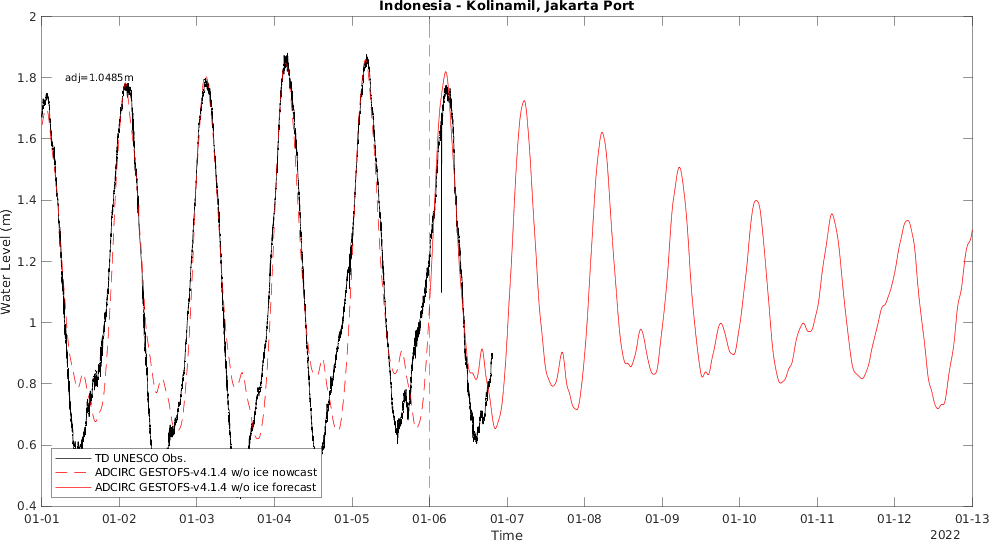 Indonesia - Kolinamil, Jakarta Port
2
1.8
1.6
1.4
1.2
1
0.8
0.6
0.4
Water Level (m)
adj=1.0485m
TD UNESCO Obs.
ADCIRC GESTOFS-v4.1.4 w/o ice nowcast
ADCIRC GESTOFS-v4.1.4 w/o ice forecast
01-01 01-02 01-03 01-04 01-05 01-06 01-07 01-08 01-09 01-10 01-11 01-12 01-13
Time
2022